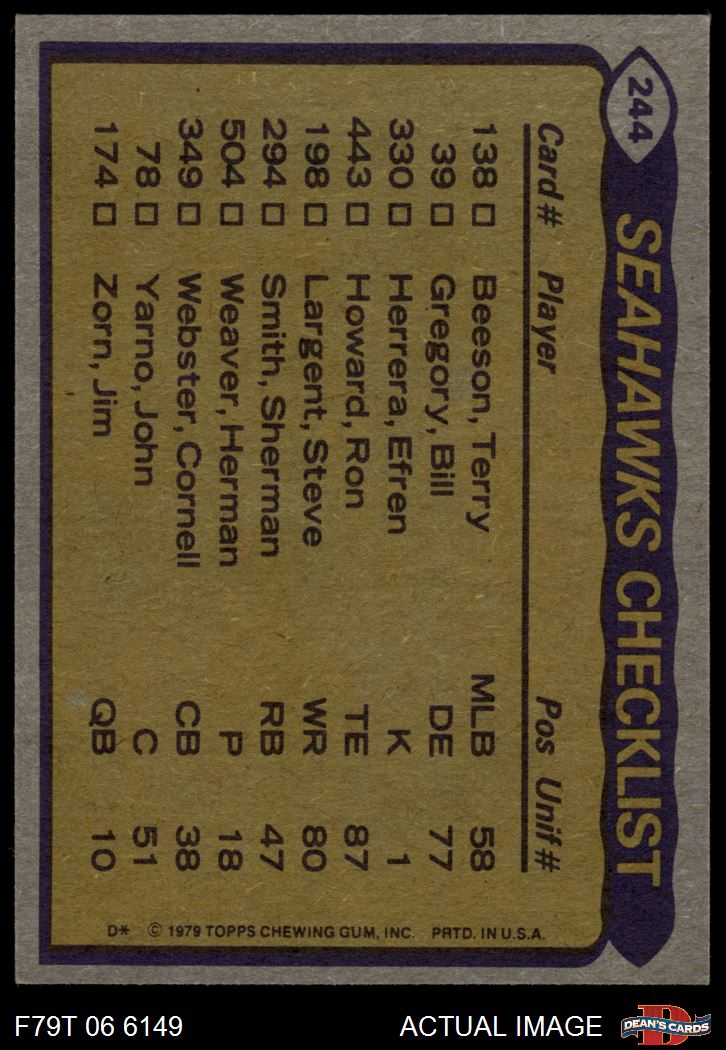 244
SEAHAWKS CHECKLIST
Card # Player Pos Unif #
138 Beeson, Terry MLB 58
39 Gregory, Bill DE 77
330 Herrera, Efren K 1
443 Howard, Ron TE 87
198 Largent, Steve WR 80
294 Smith, Sherman RB 47
504 Weaver, Herman P 18
349 Webster, Cornell CB 38
78 Yarno, John C 51
174 Zorn, Jim QB 10
D* © 1979 TOPPS CHEWING GUM, INC. PRTD. IN U.S.A.
F79T 06 6149 ACTUAL IMAGE
D
DEAN'S CARDS